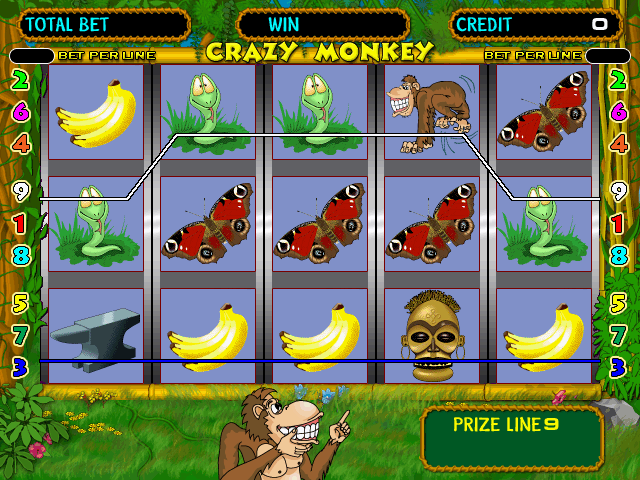 TOTAL BET
WIN
CREDIT 0
BET PER LINE
CRAZY MONKEY
BET PER LINE
2 2
6 6
4 4
9 9
1 1
8 8
5 5
7 7
3 3
PRIZE LINE 9